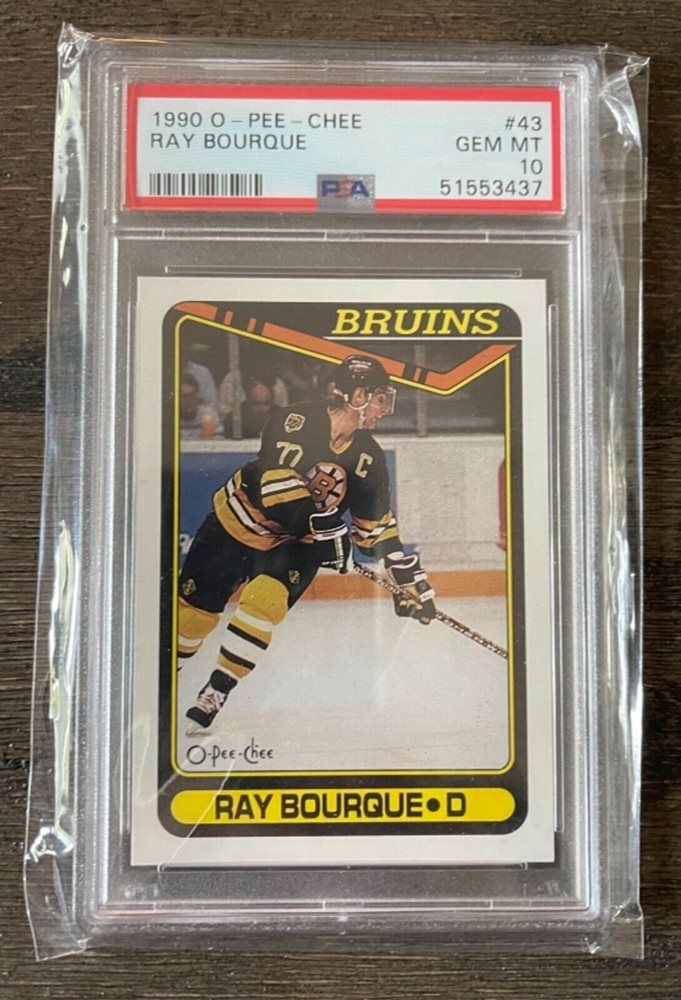 1990 O-PEE-CHEE #43
RAY BOURQUE GEM MT
10
PSA 51553437
BRUINS
77 C
B
O-Pee-Chee
RAY BOURQUE•D